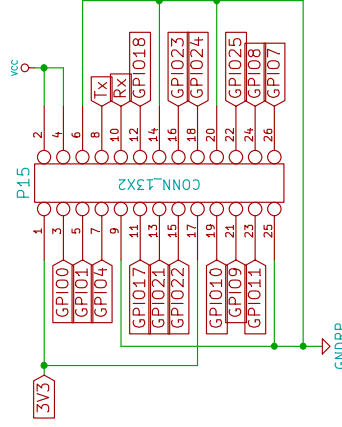 VCC
2
4
6
8
10
12
14
16
18
20
22
24
26
Tx
Rx
GPIO18
GPIO23
GPIO24
GPIO25
GPIO8
GPIO7
P15
CONN_13X2
1
3
5
7
9
11
13
15
17
19
21
23
25
GPIO0
GPIO1
GPIO4
GPIO17
GPIO21
GPIO22
GPIO10
GPIO9
GPIO11
3V3
GNDRP